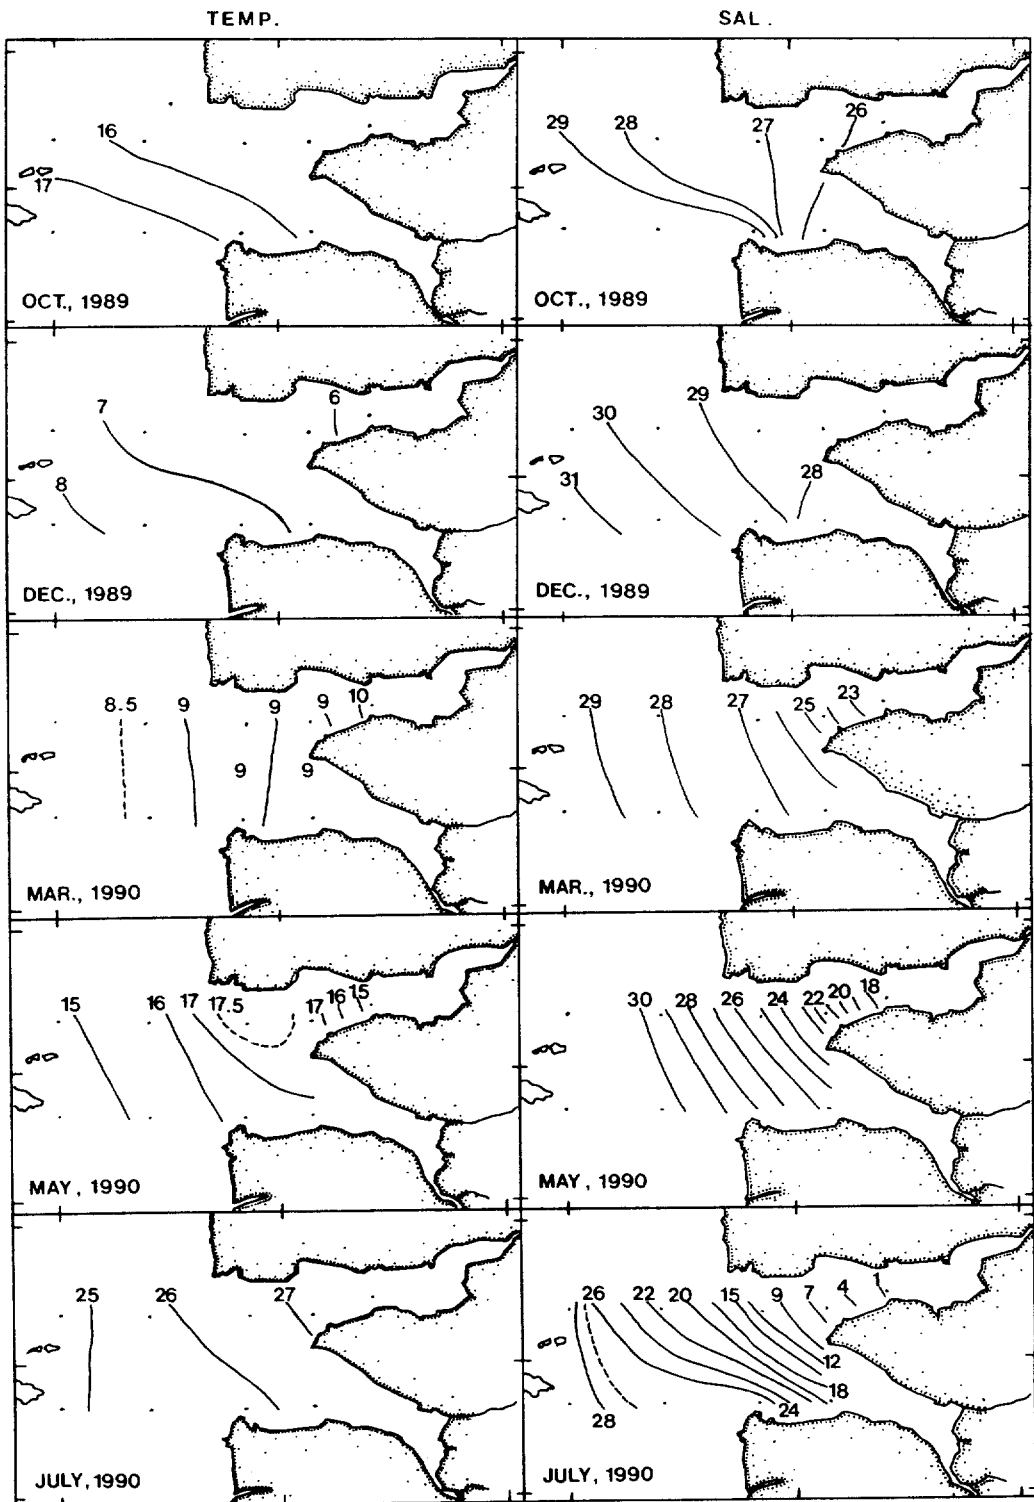 TEMP. SAL.
16
17
OCT., 1989
29 28 27 26
OCT., 1989
7 6
8
DEC., 1989
30 29
31 28
DEC., 1989
8.5 9 9 9 10
9 9
MAR., 1990
29 28 27 25 23
MAR., 1990
15 16 17 17.5 17 16 15
MAY, 1990
30 28 26 24 22 20 18
MAY, 1990
25 26 27
JULY, 1990
26 22 20 15 9 7 4 1
12
18
24
28
JULY, 1990